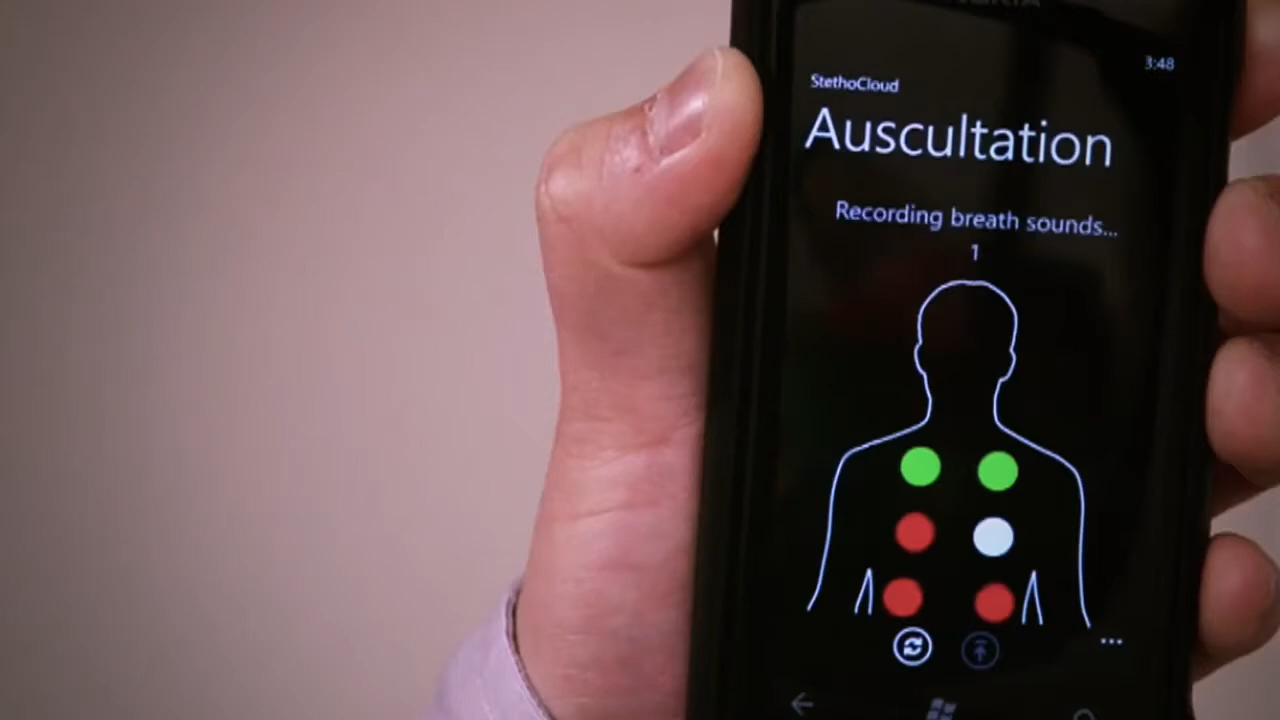 3:48
StethoCloud
Auscultation
Recording breath sounds...
1
...